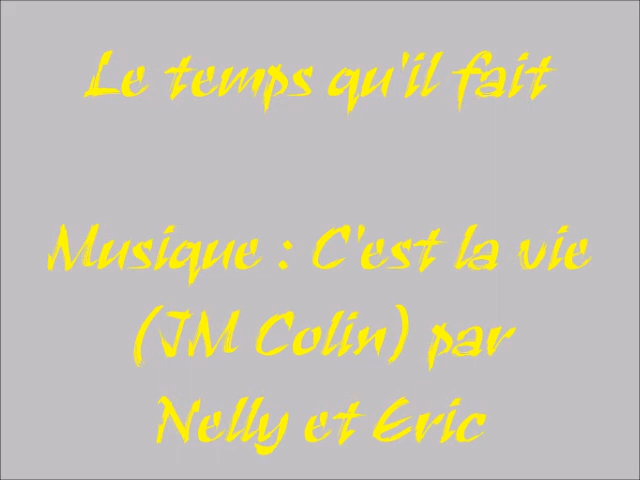 Le temps qu'il fait
Musique : C'est la vie
(JM Colin) par
Nelly et Eric